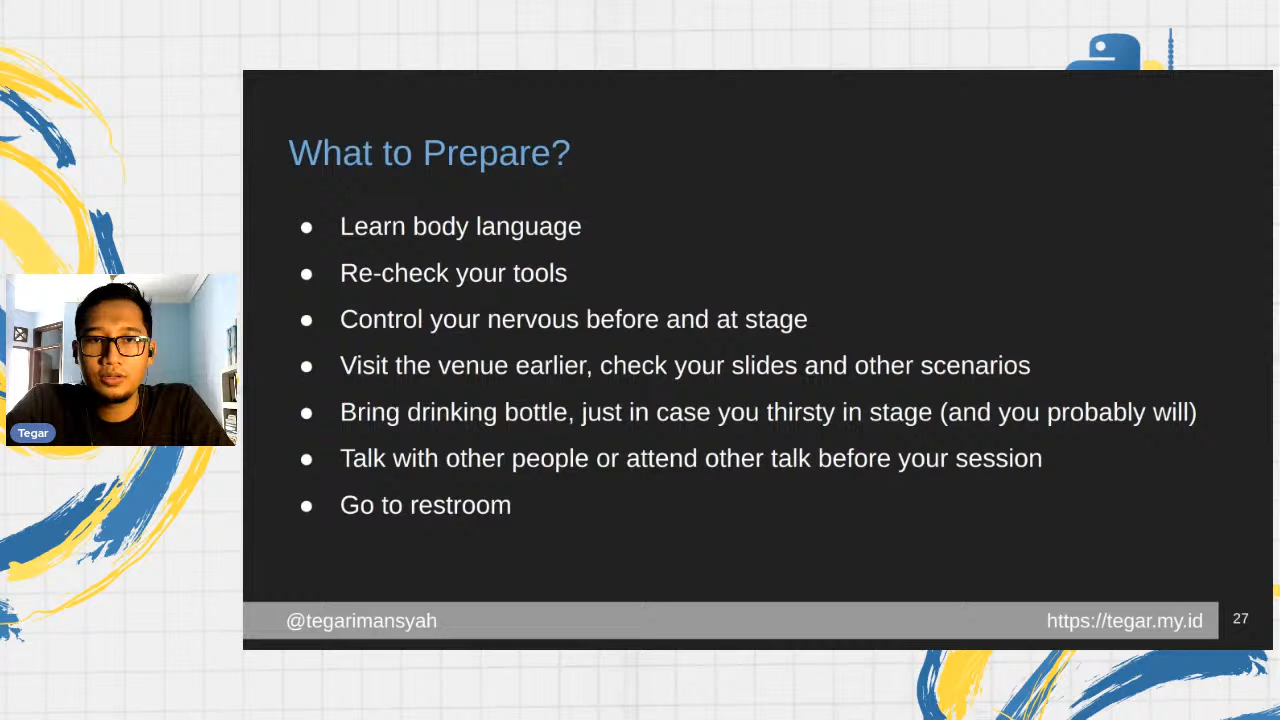 What to Prepare?
● Learn body language
● Re-check your tools
● Control your nervous before and at stage
● Visit the venue earlier, check your slides and other scenarios
● Bring drinking bottle, just in case you thirsty in stage (and you probably will)
● Talk with other people or attend other talk before your session
● Go to restroom
Tegar
@tegarimansyah
https://tegar.my.id
27